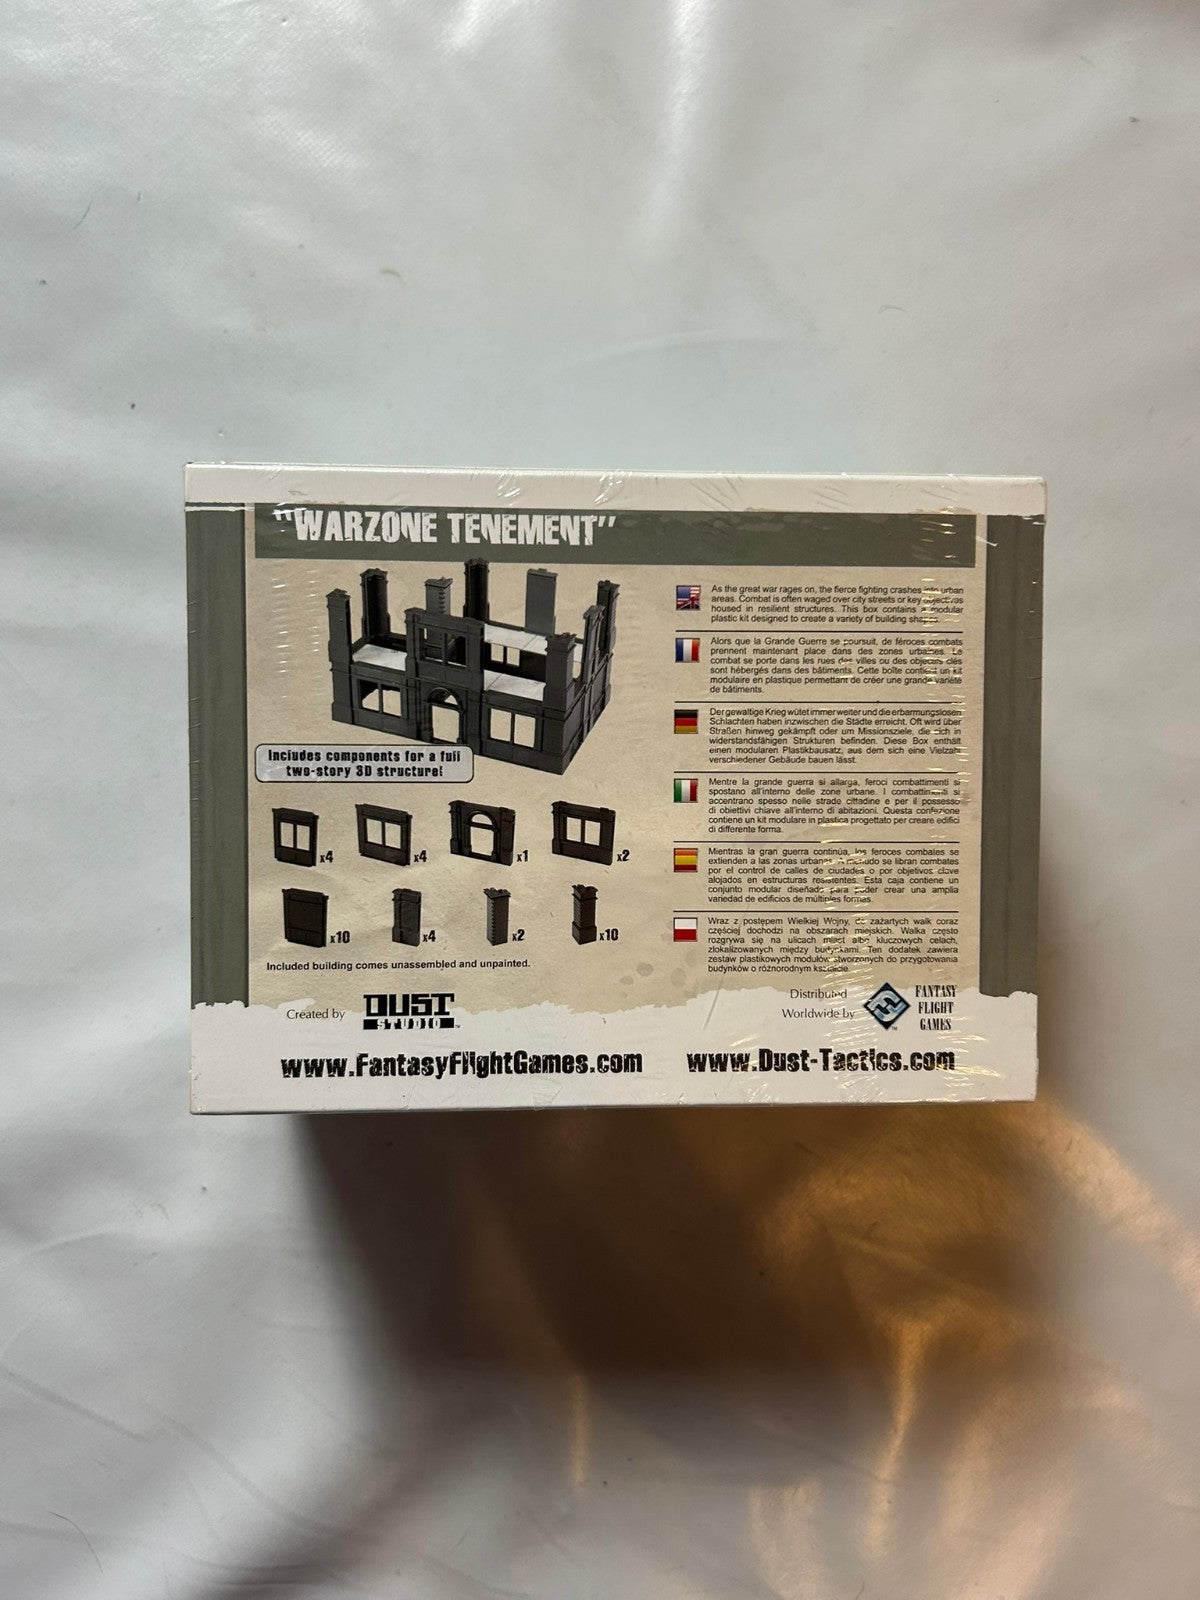 "WARZONE TENEMENT"
Includes components for a full
two-story 3D structure!
x4
x4
x1
x2
x10
x4
x2
x10
Included building comes unassembled and unpainted.
As the great war rages on, the fierce fighting crashes into urban
areas. Combat is often waged over city streets or key objectives
housed in resilient structures. This box contains a modular
plastic kit designed to create a variety of building shapes.
Alors que la Grande Guerre se poursuit, de féroces combats
prennent maintenant place dans des zones urbaines. Le
combat se porte dans les rues des villes ou des objectifs clés
sont hébergés dans des bâtiments. Cette boîte contient un kit
modulaire en plastique permettant de créer une grande variété
de bâtiments.
Der gewaltige Krieg wütet immer weiter und die erbarmungslosen
Schlachten haben inzwischen die Städte erreicht. Oft wird über
Straßen hinweg gekämpft oder um Missionsziele, die sich in
widerstandsfähigen Strukturen befinden. Diese Box enthält
einen modularen Plastikbausatz, aus dem sich eine Vielzahl
verschiedener Gebäude bauen lässt.
Mentre la grande guerra si allarga, feroci combattimenti si
spostano all'interno delle zone urbane. I combattimenti si
accentrano spesso nelle strade cittadine e per il possesso
di obiettivi chiave all'interno di abitazioni. Questa confezione
contiene un kit modulare in plastica progettato per creare edifici
di differente forma.
Mientras la gran guerra continúa, los feroces combates se
extienden a las zonas urbanas. A menudo se libran combates
por el control de calles de ciudades o por objetivos clave
alojados en estructuras resistentes. Esta caja contiene un
conjunto modular diseñado para poder crear una amplia
variedad de edificios de múltiples formas.
Wraz z postępem Wielkiej Wojny, do zażartych walk coraz
częściej dochodzi na obszarach miejskich. Walka często
rozgrywa się na ulicach miast albo kluczowych celach,
zlokalizowanych między budynkami. Ten dodatek zawiera
zestaw plastikowych modułów stworzonych do przygotowania
budynków o różnorodnym kształcie.
Created by
DUST
STUDIO™
Distributed
Worldwide by
FANTASY
FLIGHT
GAMES
www.FantasyFlightGames.com
www.Dust-Tactics.com